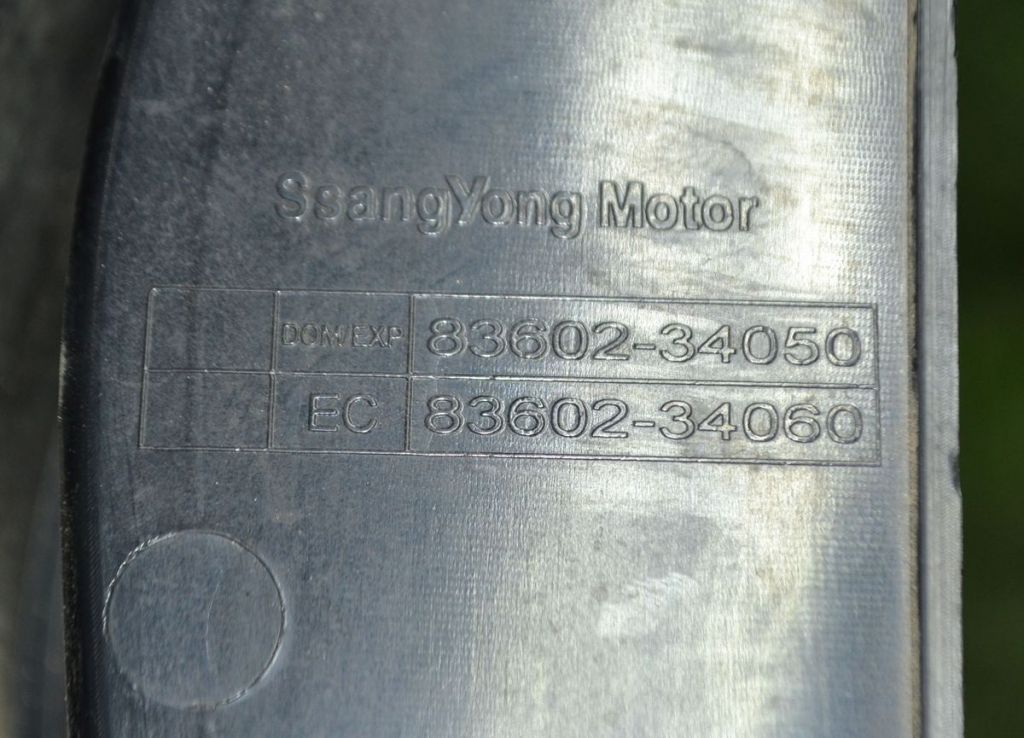 SsangYong Motor
DOM/EXP 83602-34050
EC 83602-34060